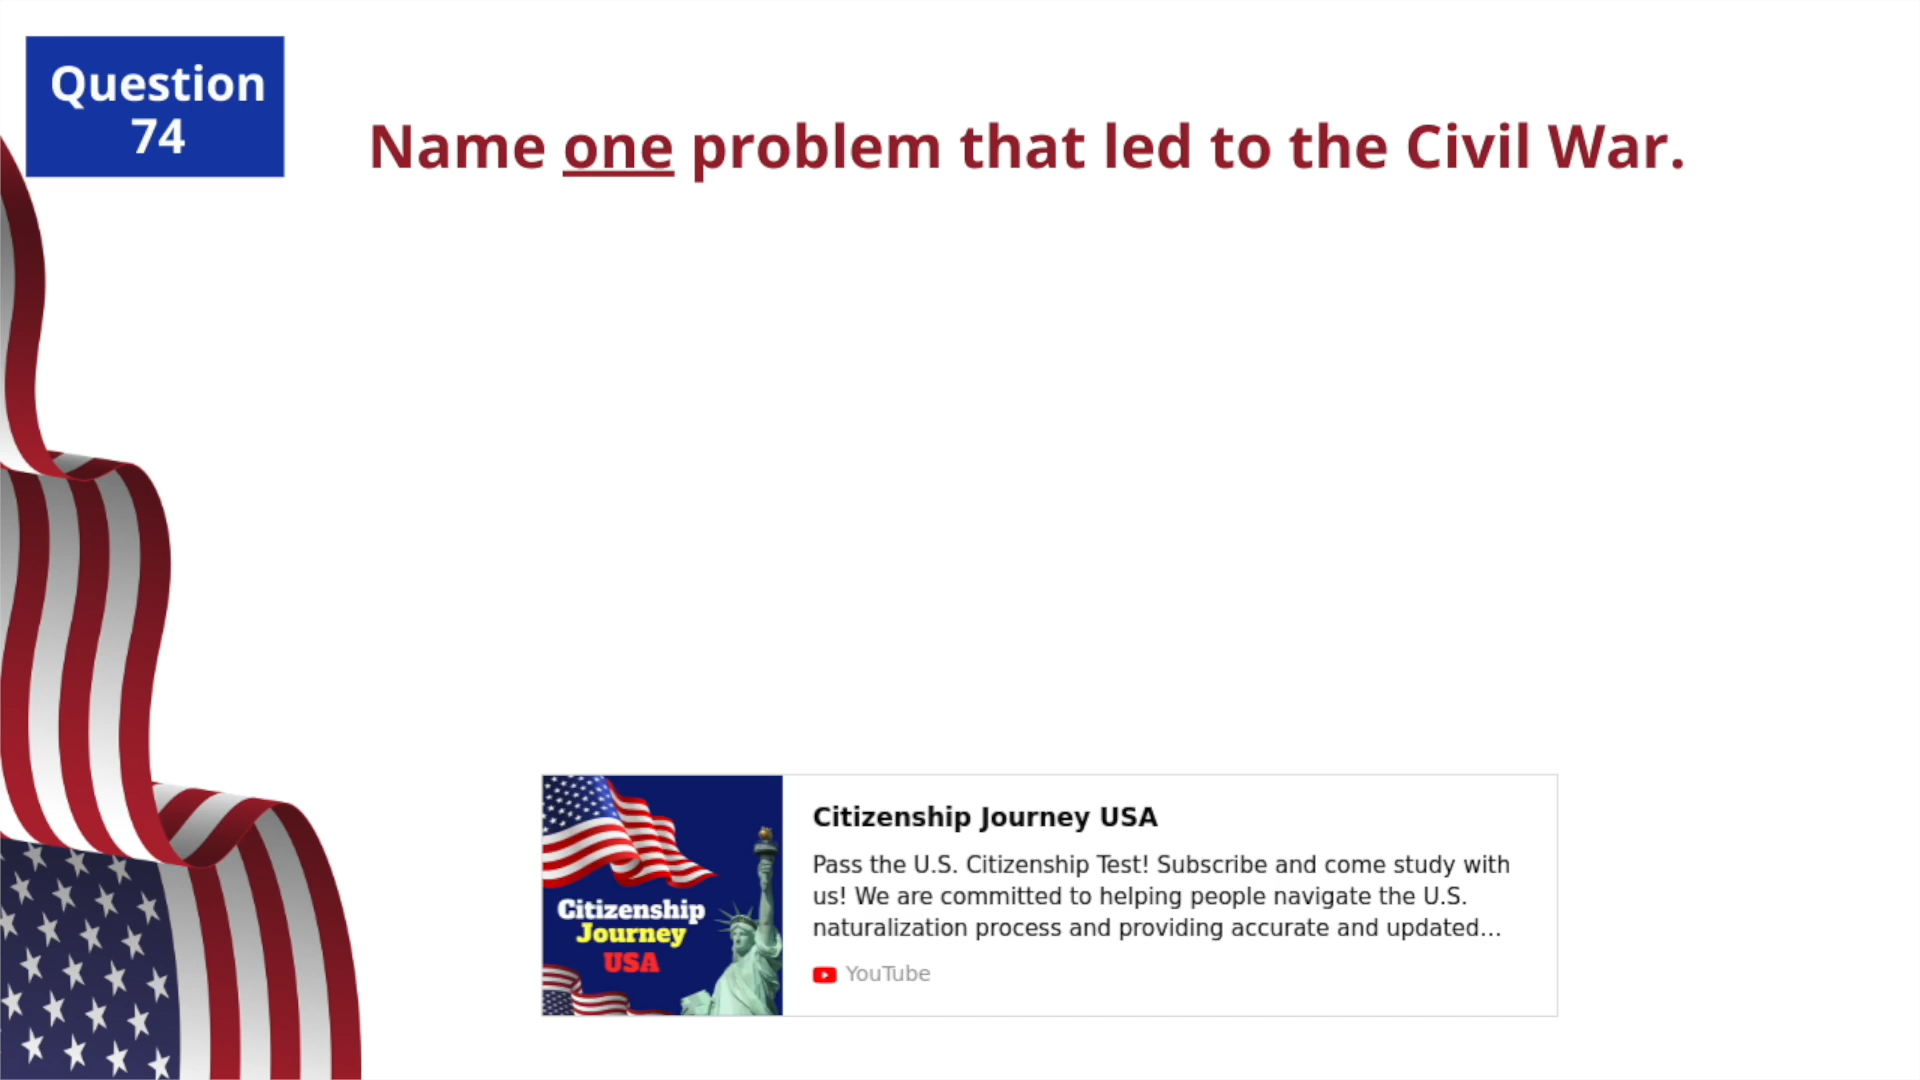 Question
74
Name one problem that led to the Civil War.
Citizenship
Journey
USA
Citizenship Journey USA
Pass the U.S. Citizenship Test! Subscribe and come study with
us! We are committed to helping people navigate the U.S.
naturalization process and providing accurate and updated...
YouTube